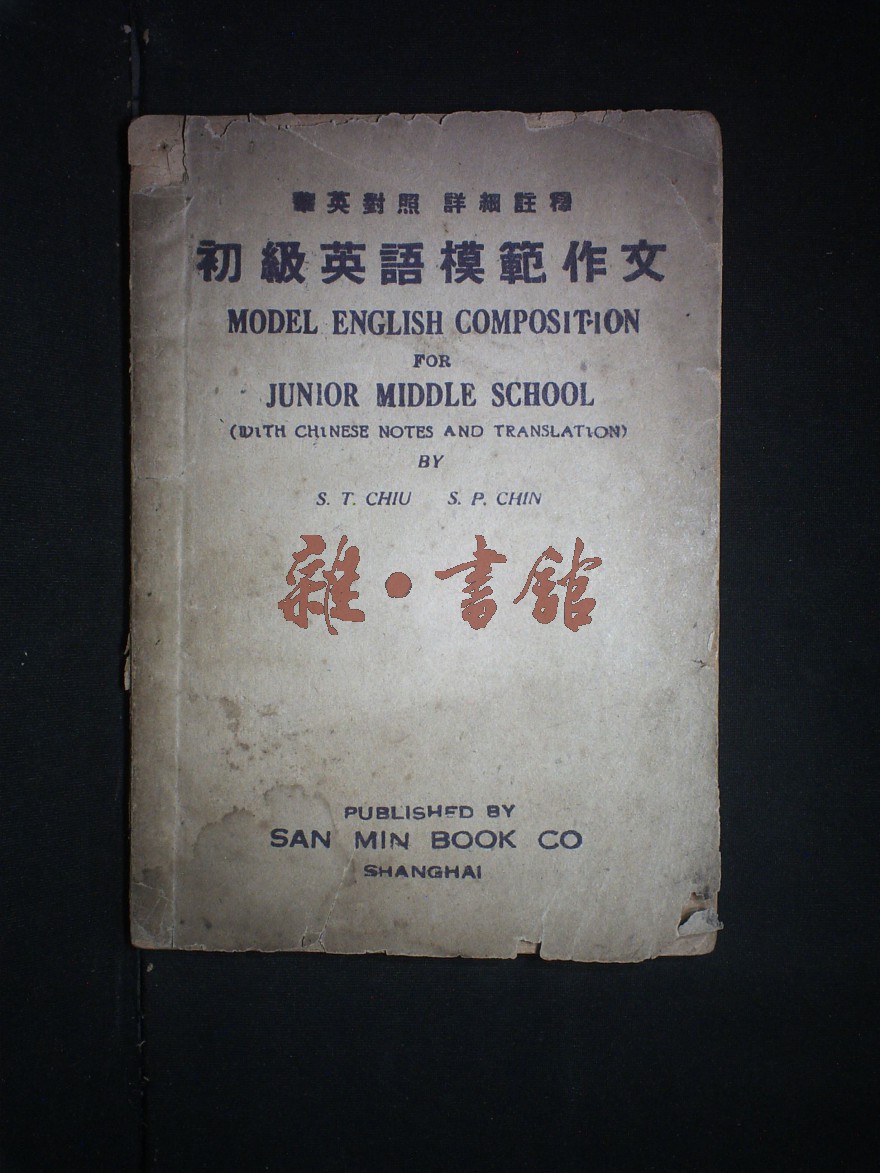 華英對照 詳細註釋
初級英語模範作文
MODEL ENGLISH COMPOSITION
FOR
JUNIOR MIDDLE SCHOOL
(WITH CHINESE NOTES AND TRANSLATION)
BY
S. T. CHIU S. P. CHIN
雜·書館
PUBLISHED BY
SAN MIN BOOK CO
SHANGHAI